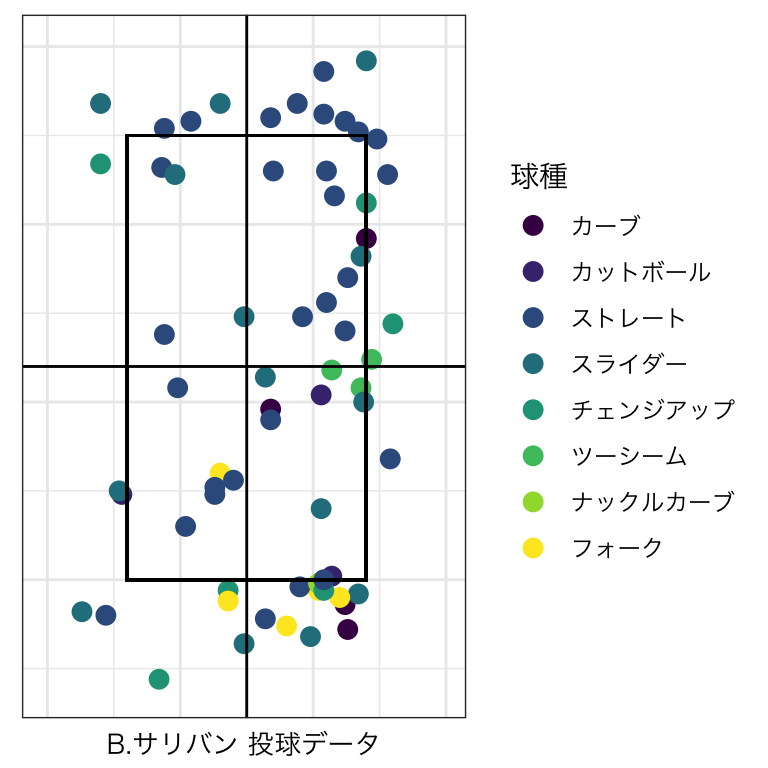 球種
カーブ
カットボール
ストレート
スライダー
チェンジアップ
ツーシーム
ナックルカーブ
フォーク
B.サリバン 投球データ